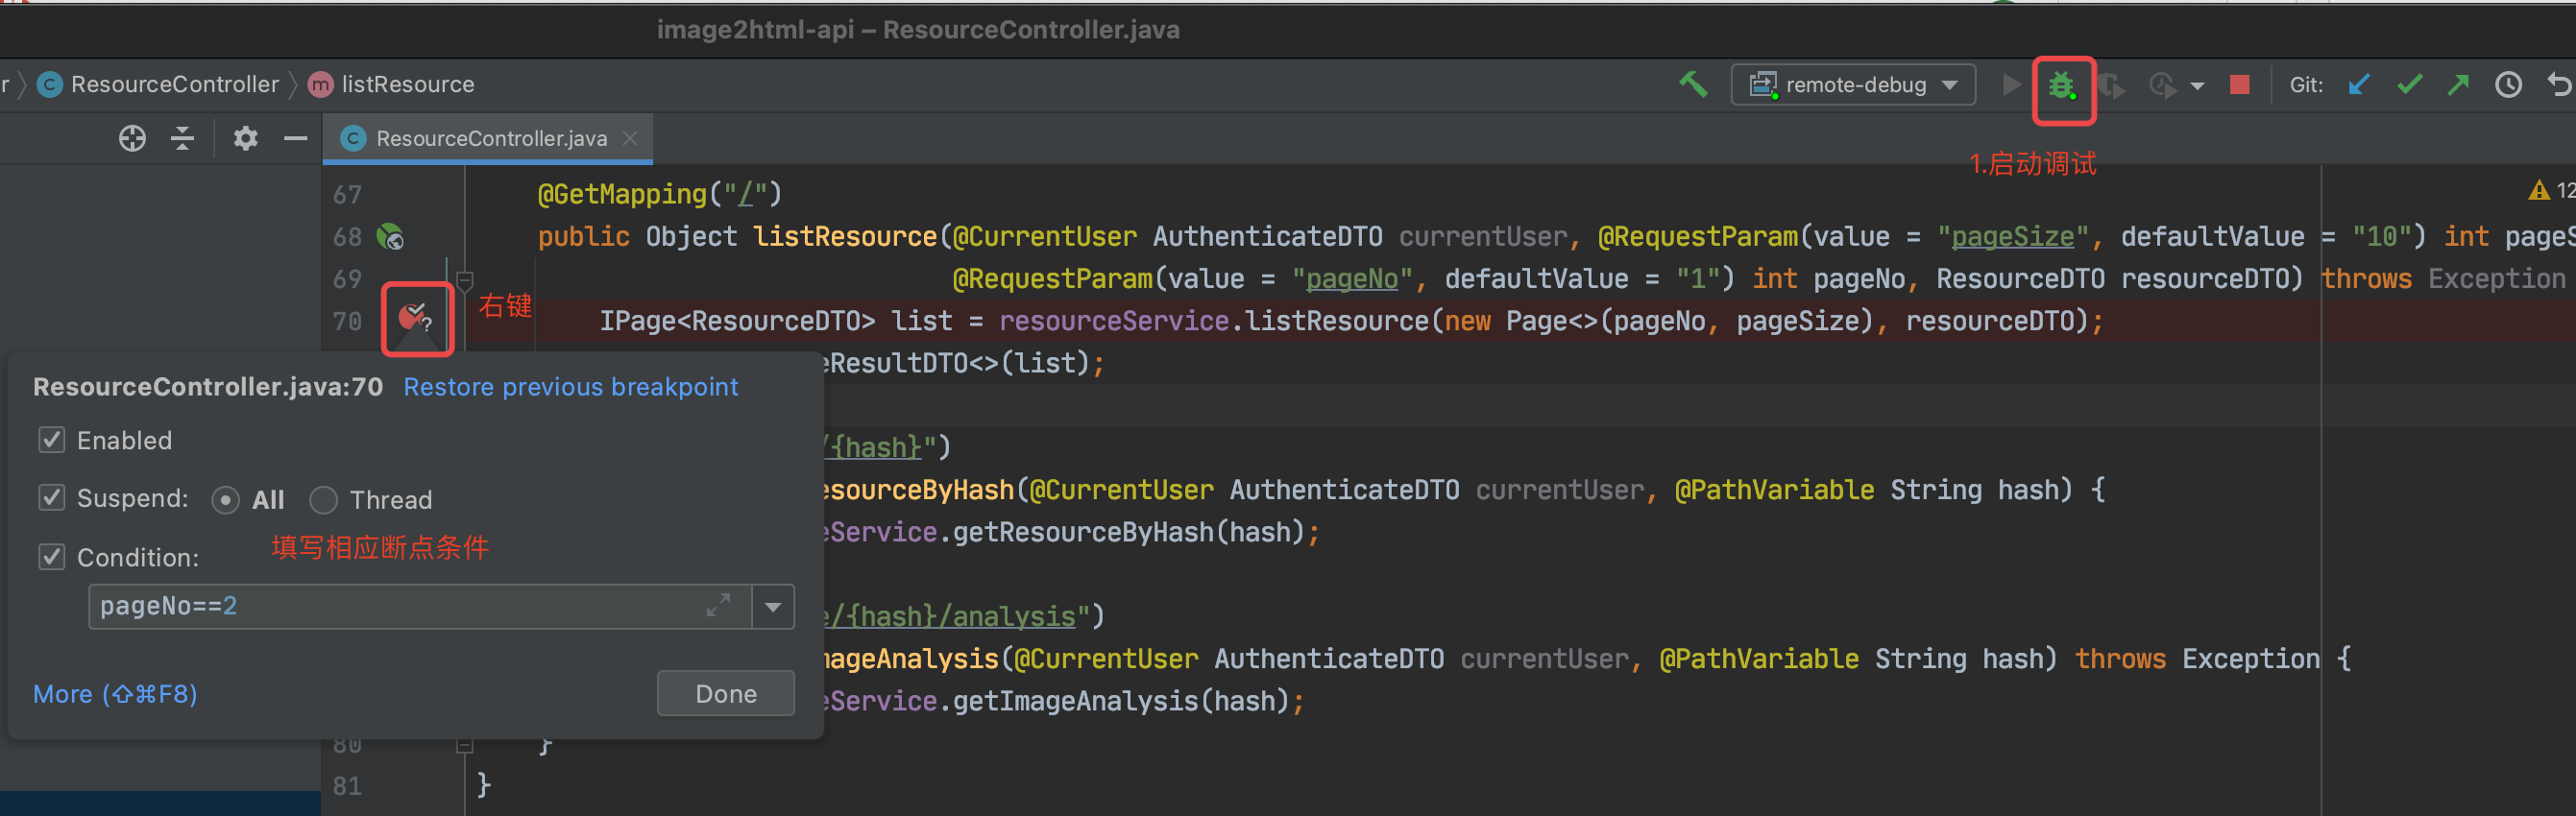 image2html-api – ResourceController.java
ResourceController
listResource
remote-debug
Git:
ResourceController.java
1.启动调试
67 @GetMapping("/")
12
68 public Object listResource(@CurrentUser AuthenticateDTO currentUser, @RequestParam(value = "pageSize", defaultValue = "10") int pageS
69 @RequestParam(value = "pageNo", defaultValue = "1") int pageNo, ResourceDTO resourceDTO) throws Exception
右键
70 IPage<ResourceDTO> list = resourceService.listResource(new Page<>(pageNo, pageSize), resourceDTO);
eResultDTO<>(list);
/{hash}")
esourceByHash(@CurrentUser AuthenticateDTO currentUser, @PathVariable String hash) {
eService.getResourceByHash(hash);
e/{hash}/analysis")
mageAnalysis(@CurrentUser AuthenticateDTO currentUser, @PathVariable String hash) throws Exception {
eService.getImageAnalysis(hash);
80 }
81 }
ResourceController.java:70 Restore previous breakpoint
Enabled
Suspend: All Thread
填写相应断点条件
Condition:
pageNo==2
More (⇧⌘F8)
Done